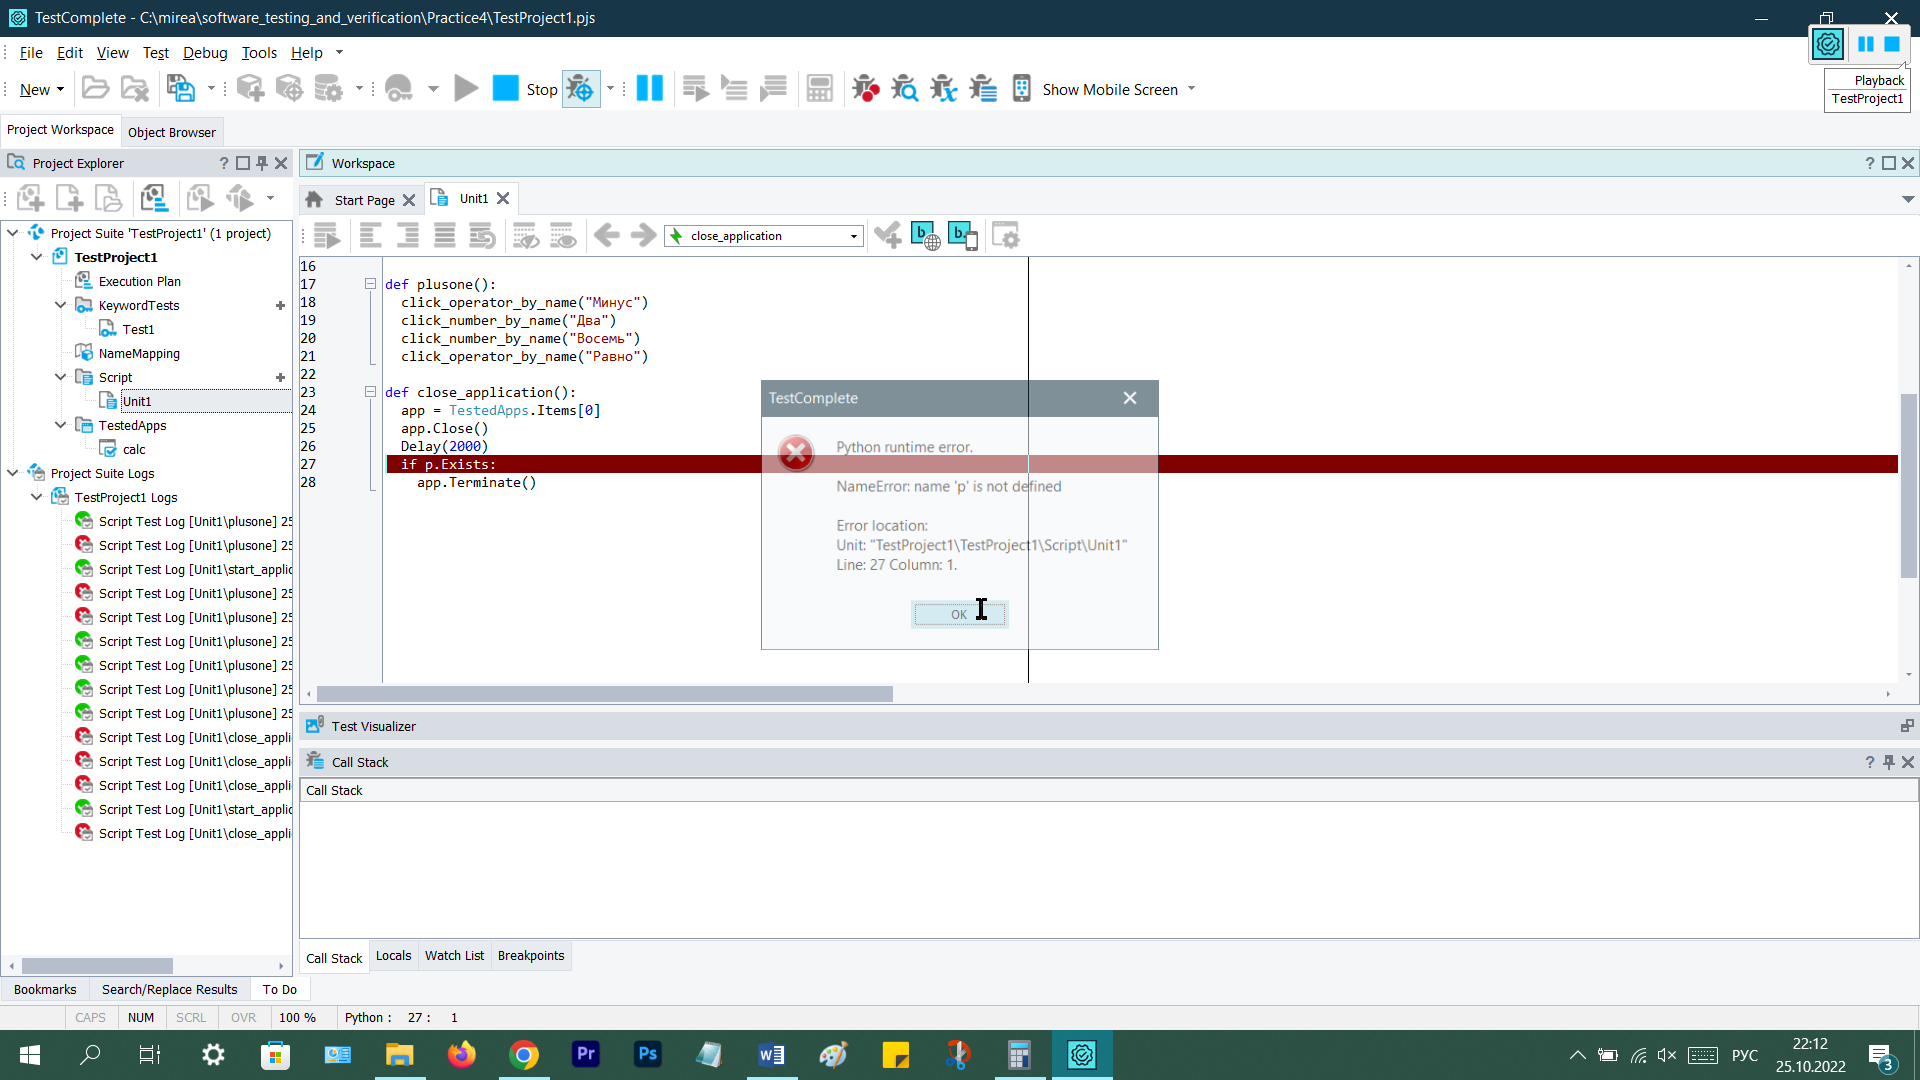 TestComplete - C:\mirea\software_testing_and_verification\Practice4\TestProject1.pjs
File Edit View Test Debug Tools Help
New Stop Show Mobile Screen
Playback
TestProject1
Project Workspace Object Browser
Project Explorer
Workspace
Start Page Unit1
close_application
Project Suite 'TestProject1' (1 project)
TestProject1
Execution Plan
KeywordTests
Test1
NameMapping
Script
Unit1
TestedApps
calc
Project Suite Logs
TestProject1 Logs
Script Test Log [Unit1\plusone] 25
Script Test Log [Unit1\plusone] 25
Script Test Log [Unit1\start_applic
Script Test Log [Unit1\plusone] 25
Script Test Log [Unit1\plusone] 25
Script Test Log [Unit1\plusone] 25
Script Test Log [Unit1\plusone] 25
Script Test Log [Unit1\plusone] 25
Script Test Log [Unit1\plusone] 25
Script Test Log [Unit1\close_appli
Script Test Log [Unit1\close_appli
Script Test Log [Unit1\close_appli
Script Test Log [Unit1\start_applic
Script Test Log [Unit1\close_appli
16
17 def plusone():
18 click_operator_by_name("Минус")
19 click_number_by_name("Два")
20 click_number_by_name("Восемь")
21 click_operator_by_name("Равно")
22
23 def close_application():
24 app = TestedApps.Items[0]
25 app.Close()
26 Delay(2000)
27 if p.Exists:
28 app.Terminate()
TestComplete
Python runtime error.
NameError: name 'p' is not defined
Error location:
Unit: "TestProject1\TestProject1\Script\Unit1"
Line: 27 Column: 1.
OK
Test Visualizer
Call Stack
Call Stack
Call Stack Locals Watch List Breakpoints
Bookmarks Search/Replace Results To Do
CAPS NUM SCRL OVR 100 % Python : 27 : 1
Pr Ps РУС
22:12
25.10.2022
3